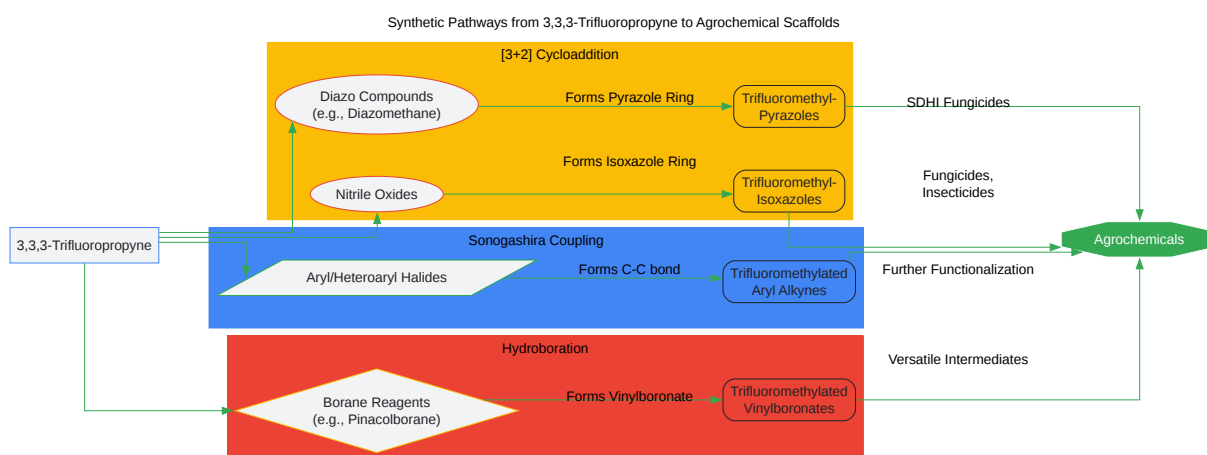 Synthetic Pathways from 3,3,3-Trifluoropropyne to Agrochemical Scaffolds
[3+2] Cycloaddition
Diazo Compounds
(e.g., Diazomethane)
Forms Pyrazole Ring
Trifluoromethyl-
Pyrazoles
SDHI Fungicides
Forms Isoxazole Ring
Nitrile Oxides
Trifluoromethyl-
Isoxazoles
Fungicides,
Insecticides
3,3,3-Trifluoropropyne
Sonogashira Coupling
Agrochemicals
Aryl/Heteroaryl Halides
Forms C-C bond
Trifluoromethylated
Aryl Alkynes
Further Functionalization
Hydroboration
Versatile Intermediates
Borane Reagents
(e.g., Pinacolborane)
Forms Vinylboronate
Trifluoromethylated
Vinylboronates